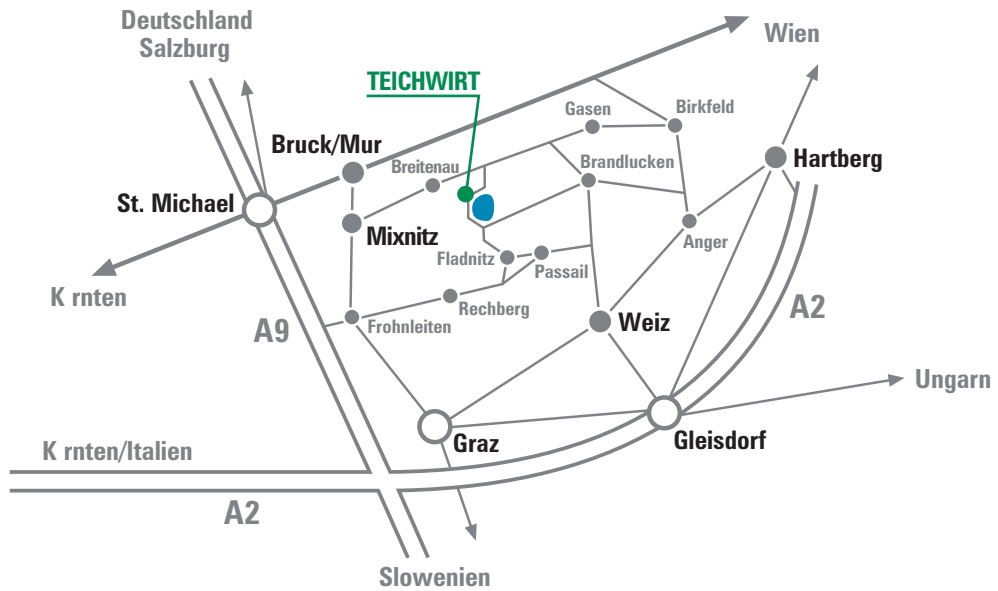 Deutschland
Salzburg
Wien
TEICHWIRT
Gasen
Birkfeld
Bruck/Mur
Breitenau
Brandlucken
Hartberg
St. Michael
Mixnitz
Anger
Fladnitz
Passail
K rnten
Rechberg
A9
Frohnleiten
Weiz
A2
Ungarn
Graz
Gleisdorf
K rnten/Italien
A2
Slowenien